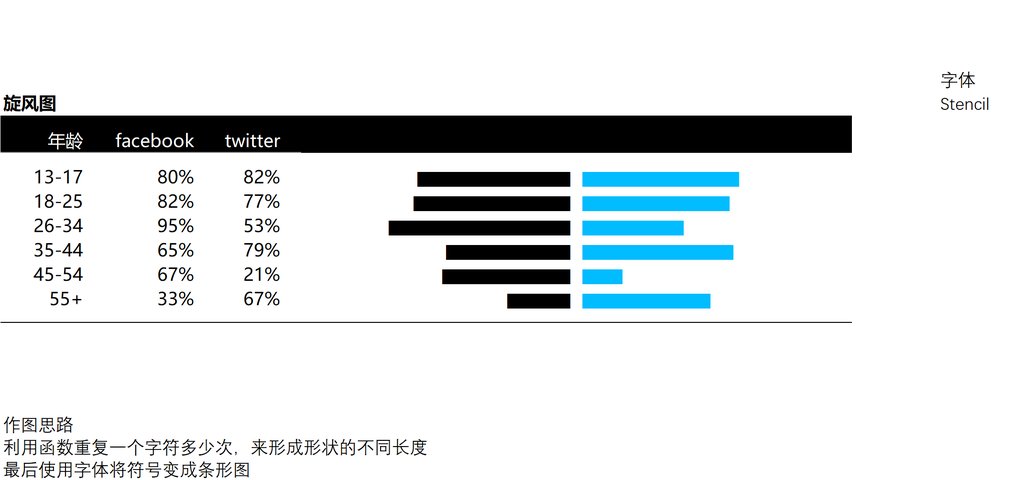 字体
Stencil
旋风图
年龄 facebook twitter
13-17 80% 82%
18-25 82% 77%
26-34 95% 53%
35-44 65% 79%
45-54 67% 21%
55+ 33% 67%
作图思路
利用函数重复一个字符多少次，来形成形状的不同长度
最后使用字体将符号变成条形图